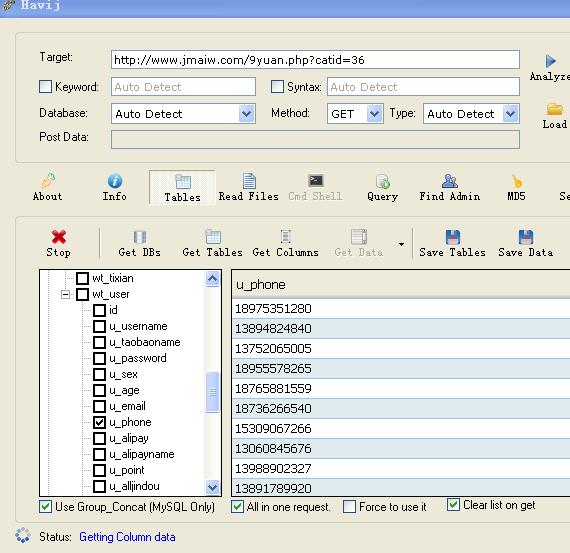 Havij
Target: http://www.jmaiw.com/9yuan.php?catid=36
Analyze
Keyword: Auto Detect Syntax: Auto Detect
Database: Auto Detect Method: GET Type: Auto Detect
Load
Post Data:
About Info Tables Read Files Cmd Shell Query Find Admin MD5 Se
Stop Get DBs Get Tables Get Columns Get Data Save Tables Save Data
wt_tixian
wt_user
id
u_username
u_taobaoname
u_password
u_sex
u_age
u_email
u_phone
u_alipay
u_alipayname
u_point
u_alljindou
u_phone
18975351280
13894824840
13752065005
18955578265
18765881559
18736266540
15309067266
13060845676
13988902327
13891789920
Use Group_Concat (MySQL Only) All in one request. Force to use it Clear list on get
Status: Getting Column data